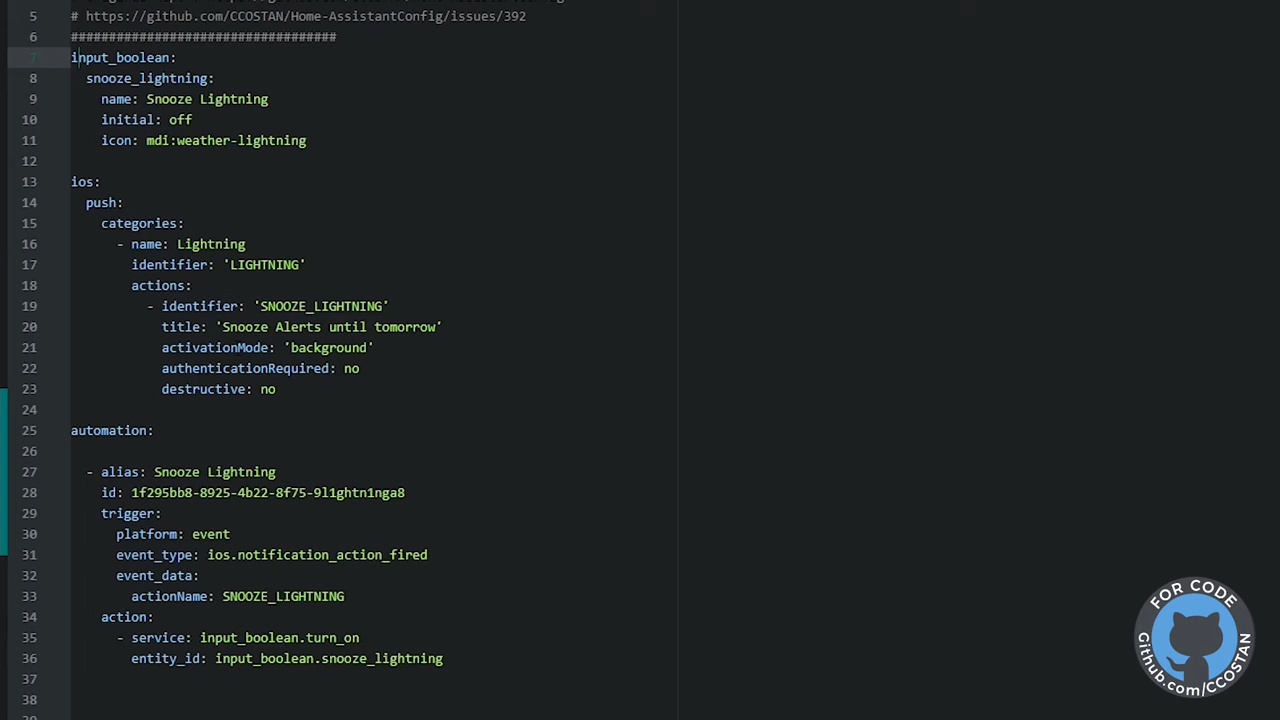 5 # https://github.com/CCOSTAN/Home-AssistantConfig/issues/392
6 ###################################
7 input_boolean:
8 snooze_lightning:
9 name: Snooze Lightning
10 initial: off
11 icon: mdi:weather-lightning
12
13 ios:
14 push:
15 categories:
16 - name: Lightning
17 identifier: 'LIGHTNING'
18 actions:
19 - identifier: 'SNOOZE_LIGHTNING'
20 title: 'Snooze Alerts until tomorrow'
21 activationMode: 'background'
22 authenticationRequired: no
23 destructive: no
24
25 automation:
26
27 - alias: Snooze Lightning
28 id: 1f295bb8-8925-4b22-8f75-9l1ghtn1nga8
29 trigger:
30 platform: event
31 event_type: ios.notification_action_fired
32 event_data:
33 actionName: SNOOZE_LIGHTNING
34 action:
35 - service: input_boolean.turn_on
36 entity_id: input_boolean.snooze_lightning
37
38
FOR CODE
Github.com/CCOSTAN